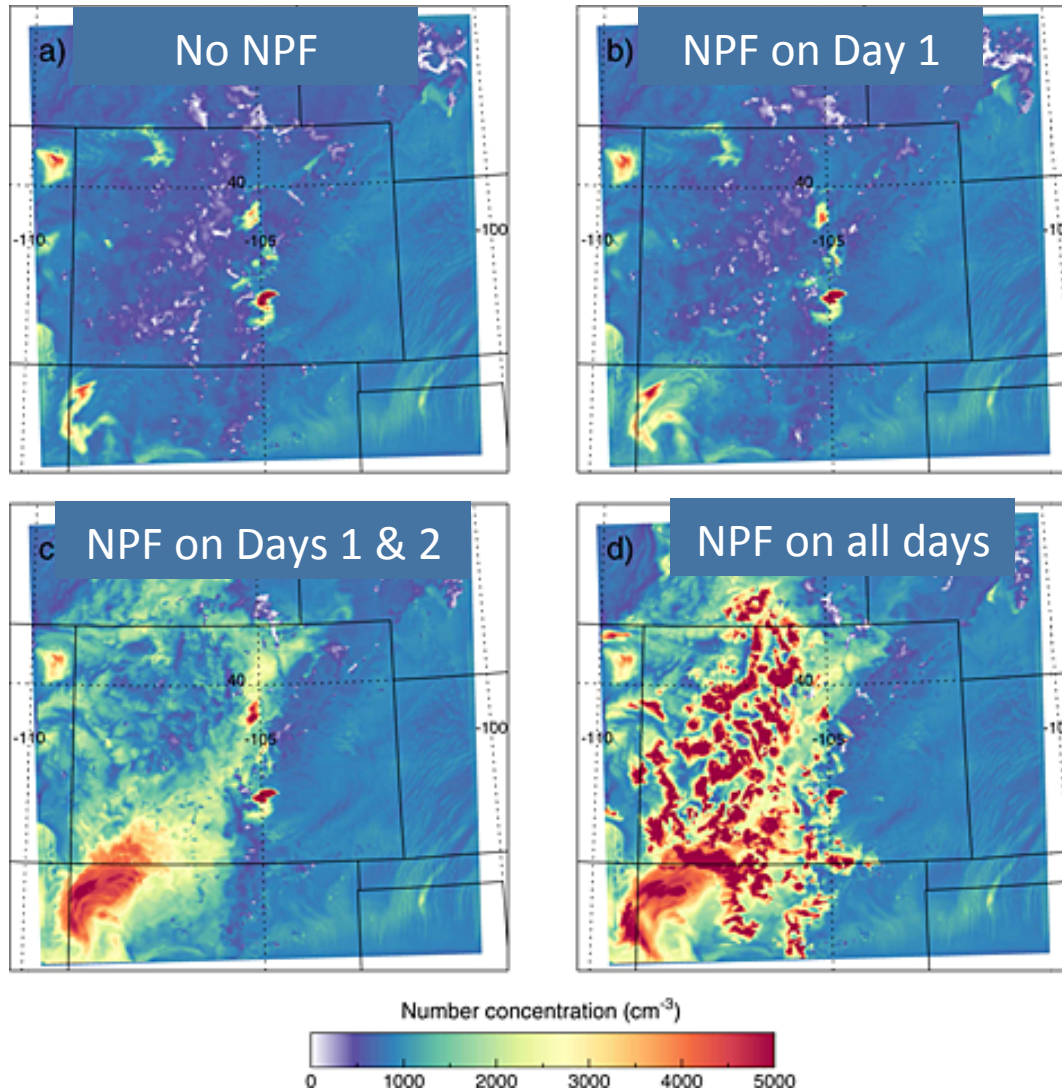 a) No NPF
b) NPF on Day 1
40
40
-110
-105
-100
-110
-105
-10
c NPF on Days 1 & 2
d) NPF on all days
40
40
-110
-105
-100
-110
-105
-10
Number concentration (cm⁻³)
0 1000 2000 3000 4000 5000